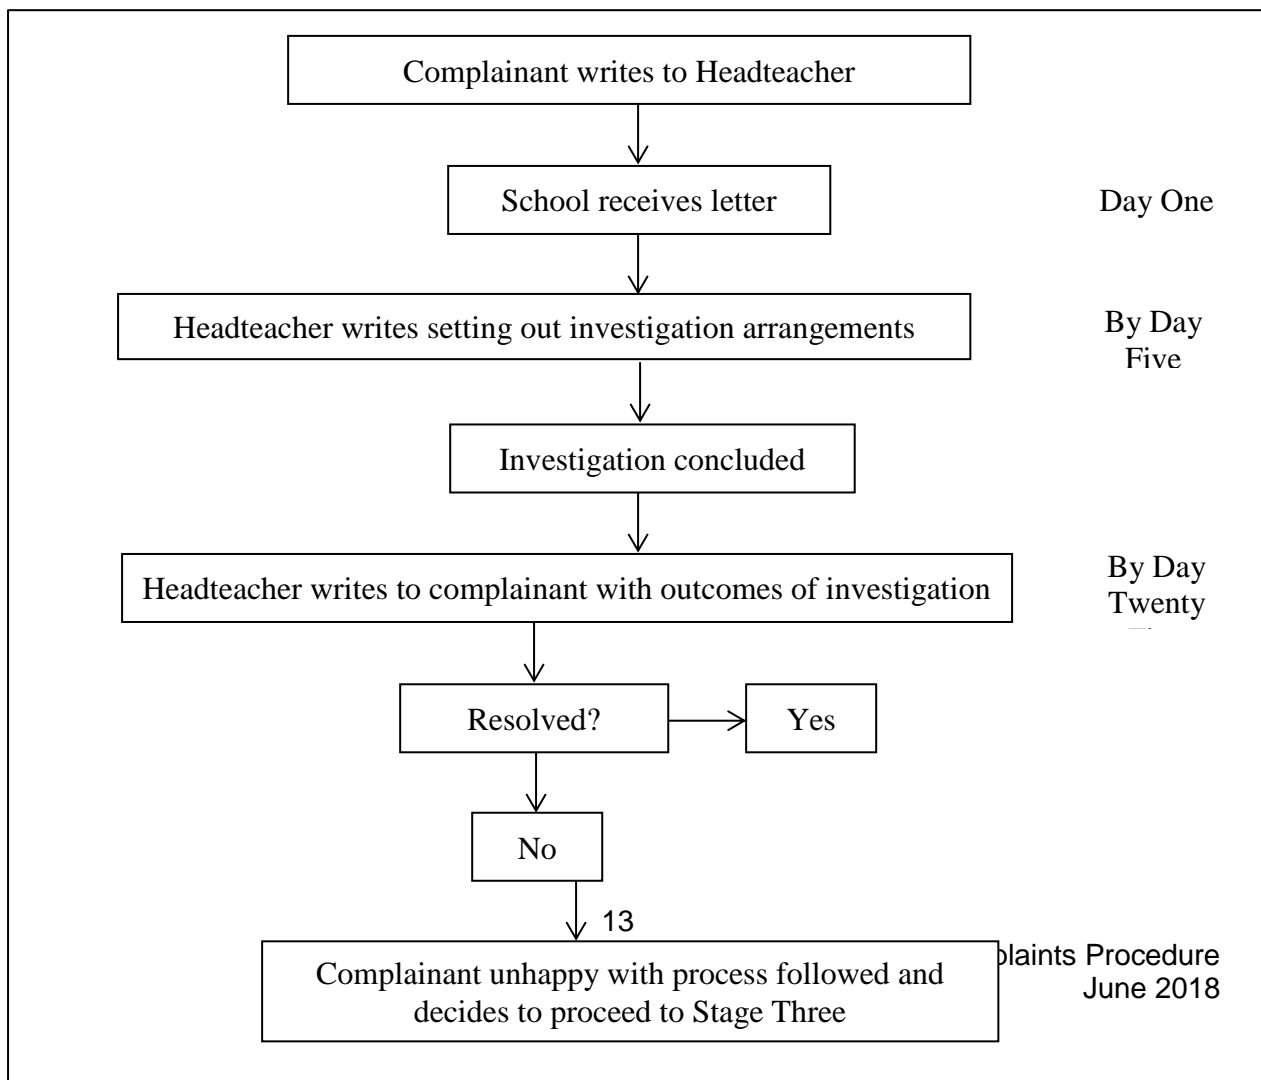 Complainant writes to Headteacher
School receives letter
Day One
Headteacher writes setting out investigation arrangements
By Day
Five
Investigation concluded
Headteacher writes to complainant with outcomes of investigation
By Day
Twenty
Resolved?
Yes
No
13
Complainant unhappy with process followed and
decides to proceed to Stage Three
Procedure
June 2018